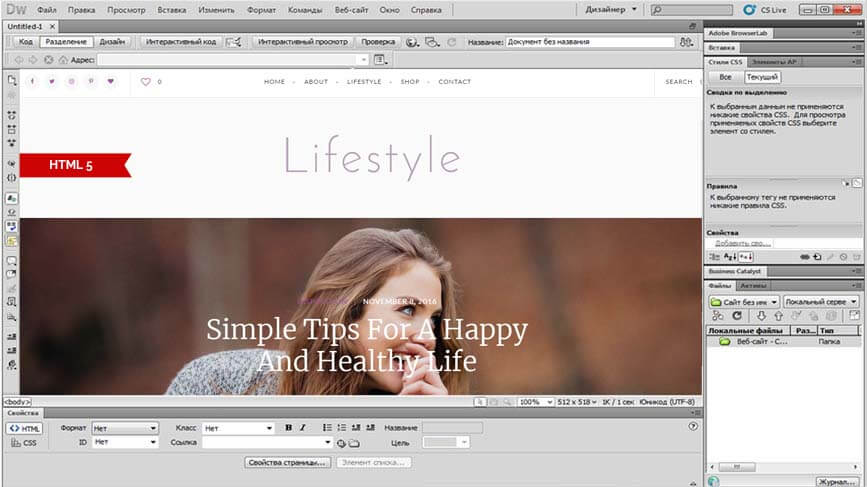 Dw Файл Правка Просмотр Вставка Изменить Формат Команды Веб-сайт Окно Справка Дизайнер CS Live
Untitled-1
Код Разделение Дизайн Интерактивный код Интерактивный просмотр Проверка Название: Документ без названия
Адрес:
0 HOME ABOUT LIFESTYLE SHOP CONTACT SEARCH
Lifestyle
HTML 5
NOVEMBER 8, 2016
Simple Tips For A Happy
And Healthy Life
<body> 100% 512 x 518 1K / 1 сек Юникод (UTF-8)
Свойства
<> HTML Формат Нет Класс Нет B I Название
CSS ID Нет Ссылка Цель
Свойства страницы... Элемент списка...
Adobe BrowserLab
Вставка
Стили CSS Элементы AP
Все Текущий
Сводка по выделению
К выбранным данным не применяются
никакие свойства CSS. Для просмотра
применяемых свойств CSS выберите
элемент со стилем.
Правила
К выбранному тегу не применяются
никакие правила CSS.
Свойства
Добавить сво...
Business Catalyst
Файлы Активы
Сайт без им Локальный серве
Локальные файлы Раз... Тип
Веб-сайт - С... Папка
Журнал...